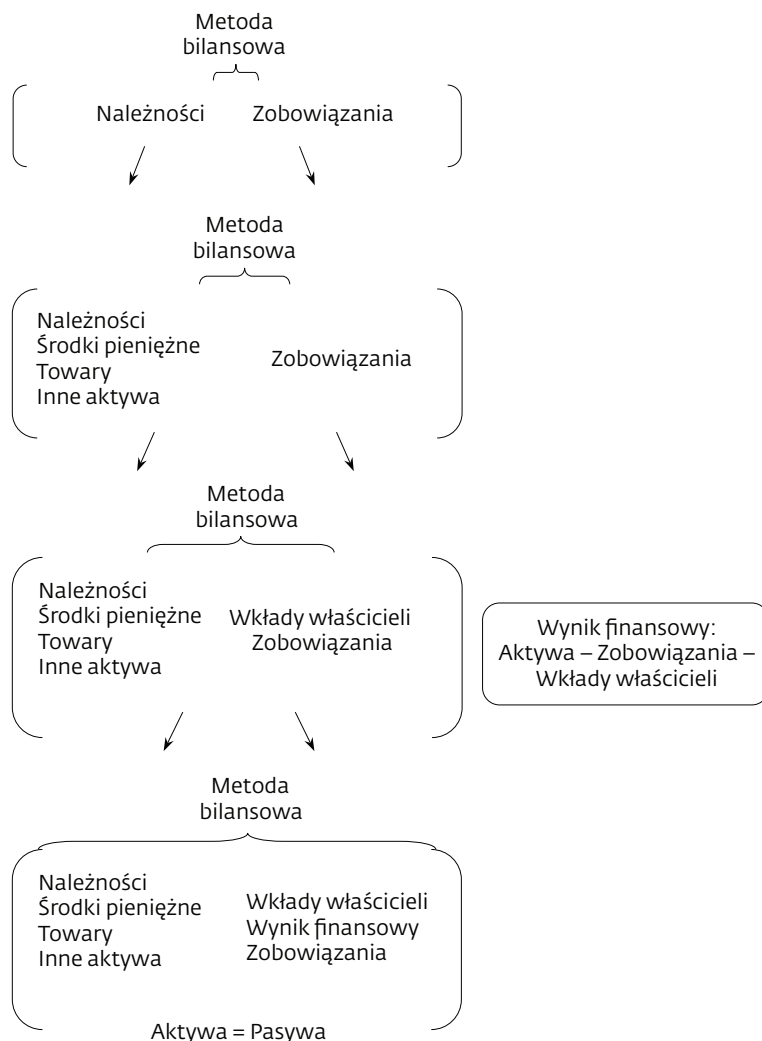 Metoda
bilansowa
Należności Zobowiązania
Metoda
bilansowa
Należności
Środki pieniężne
Towary
Inne aktywa
Zobowiązania
Metoda
bilansowa
Należności
Środki pieniężne
Towary
Inne aktywa
Wkłady właścicieli
Zobowiązania
Wynik finansowy:
Aktywa – Zobowiązania –
Wkłady właścicieli
Metoda
bilansowa
Należności
Środki pieniężne
Towary
Inne aktywa
Wkłady właścicieli
Wynik finansowy
Zobowiązania
Aktywa = Pasywa